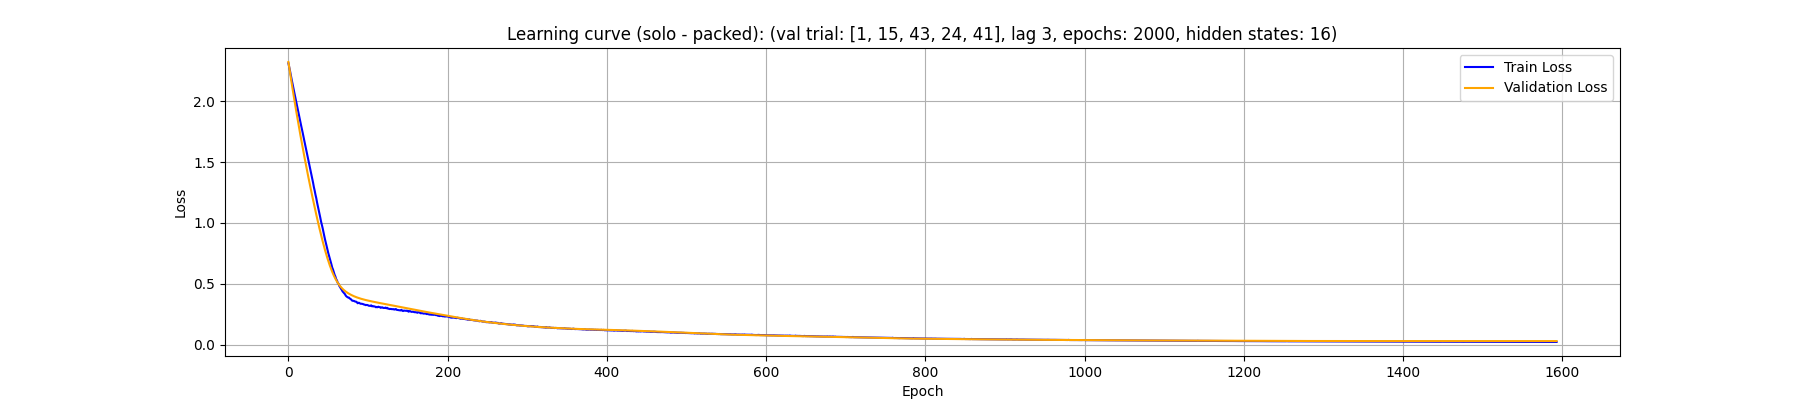 Learning curve (solo - packed): (val trial: [1, 15, 43, 24, 41], lag 3, epochs: 2000, hidden states: 16)
Train Loss
Validation Loss
2.0
1.5
1.0
0.5
0.0
Loss
0 200 400 600 800 1000 1200 1400 1600
Epoch